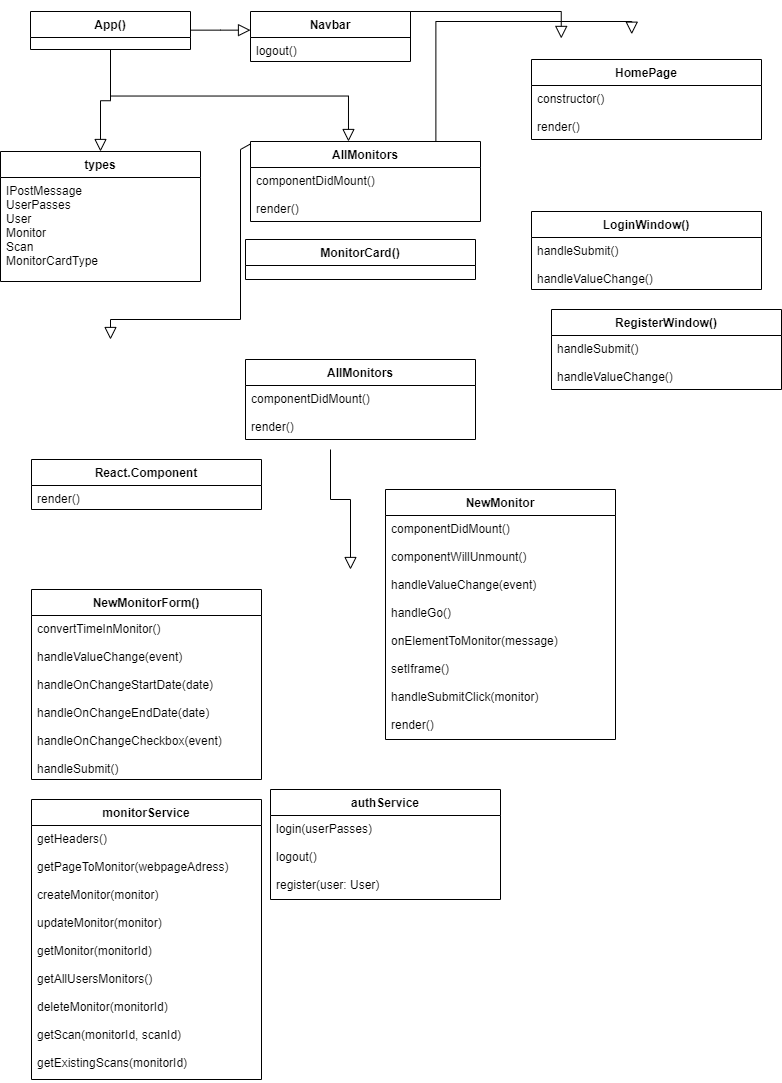 App()
Navbar
logout()
HomePage
constructor()
render()
types
IPostMessage
UserPasses
User
Monitor
Scan
MonitorCardType
AllMonitors
componentDidMount()
render()
MonitorCard()
LoginWindow()
handleSubmit()
handleValueChange()
RegisterWindow()
handleSubmit()
handleValueChange()
AllMonitors
componentDidMount()
render()
React.Component
render()
NewMonitor
componentDidMount()
componentWillUnmount()
handleValueChange(event)
handleGo()
onElementToMonitor(message)
setIframe()
handleSubmitClick(monitor)
render()
NewMonitorForm()
convertTimeInMonitor()
handleValueChange(event)
handleOnChangeStartDate(date)
handleOnChangeEndDate(date)
handleOnChangeCheckbox(event)
handleSubmit()
monitorService
getHeaders()
getPageToMonitor(webpageAdress)
createMonitor(monitor)
updateMonitor(monitor)
getMonitor(monitorId)
getAllUsersMonitors()
deleteMonitor(monitorId)
getScan(monitorId, scanId)
getExistingScans(monitorId)
authService
login(userPasses)
logout()
register(user: User)